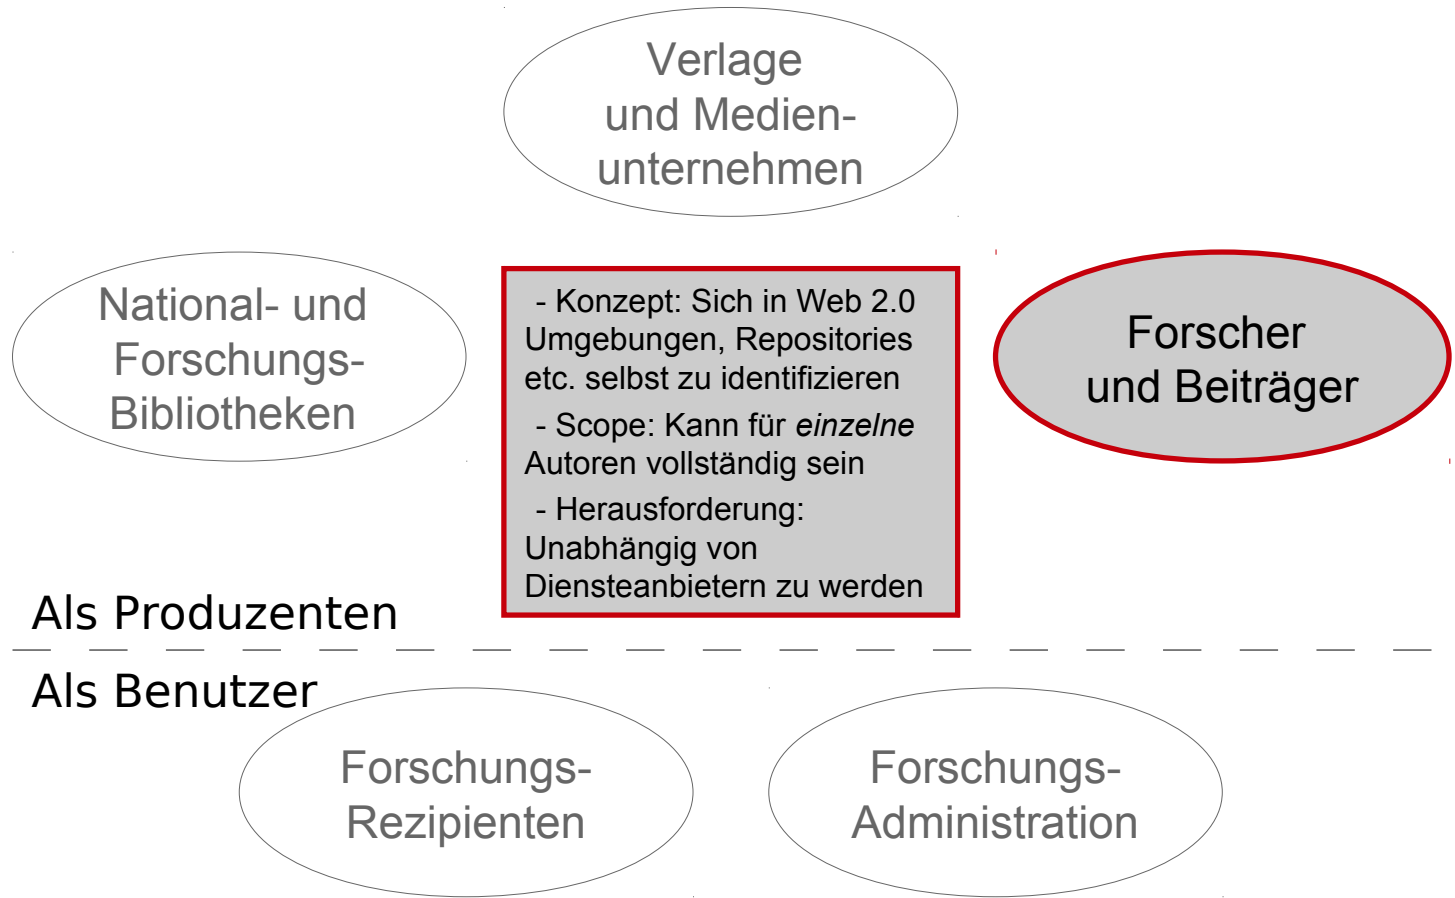 Verlage
und Medien-
unternehmen
National- und
Forschungs-
Bibliotheken
- Konzept: Sich in Web 2.0
Umgebungen, Repositories
etc. selbst zu identifizieren
- Scope: Kann für einzelne
Autoren vollständig sein
- Herausforderung:
Unabhängig von
Diensteanbietern zu werden
Forscher
und Beiträger
Als Produzenten
Als Benutzer
Forschungs-
Rezipienten
Forschungs-
Administration